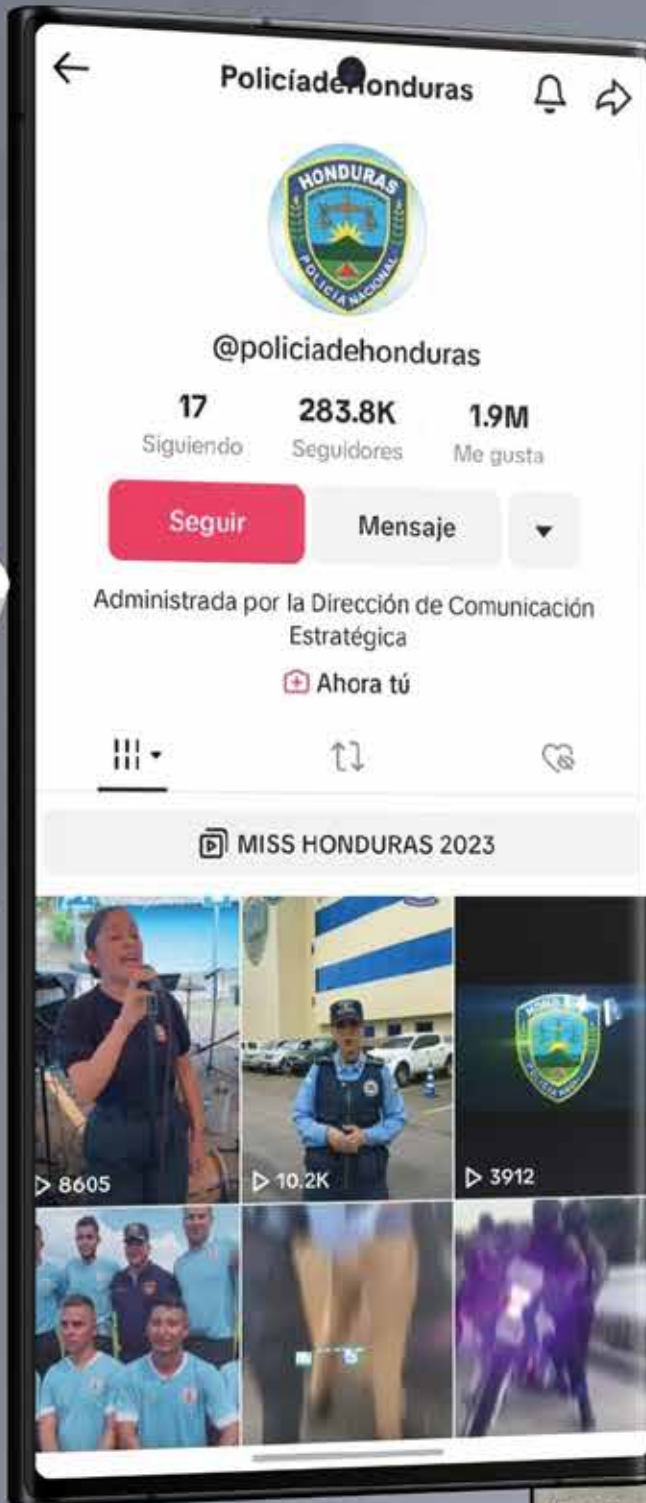 PolicíadeHonduras
HONDURAS
POLICIA NACIONAL
@policiadehonduras
17
283.8K
1.9M
Siguiendo
Seguidores
Me gusta
Seguir
Mensaje
Administrada por la Dirección de Comunicación
Estratégica
Ahora tú
MISS HONDURAS 2023
8605
10.2K
3912